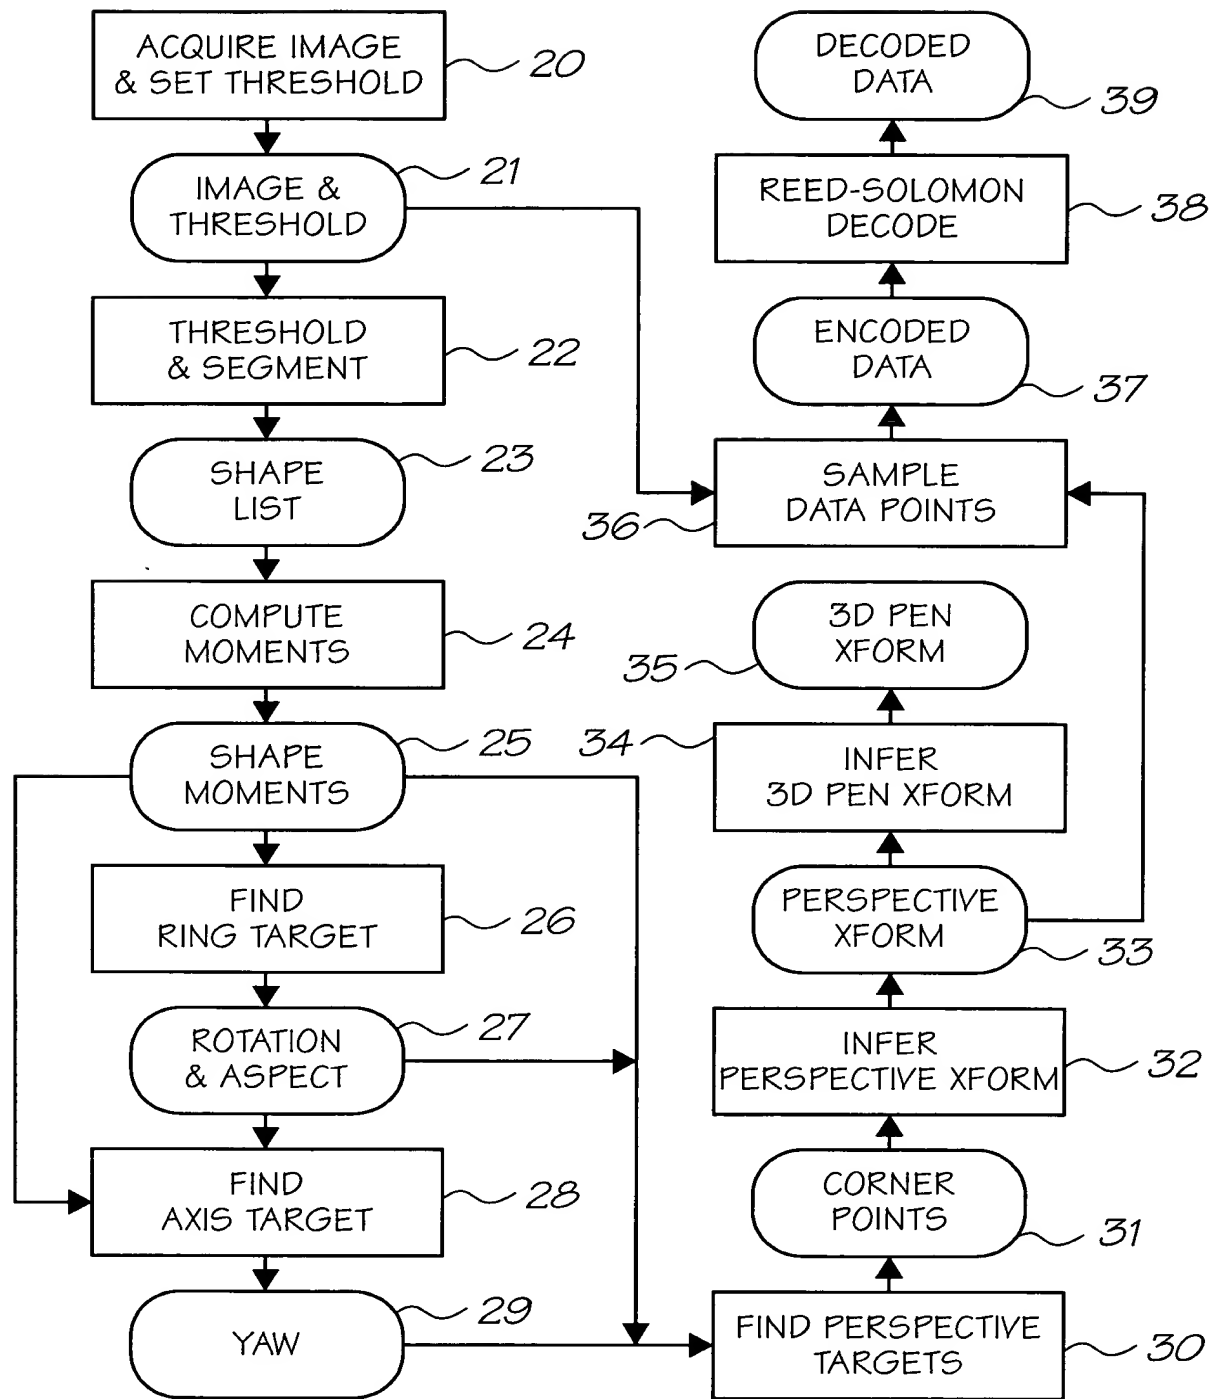 ACQUIRE IMAGE
& SET THRESHOLD
20
IMAGE &
THRESHOLD
21
THRESHOLD
& SEGMENT
22
SHAPE
LIST
23
COMPUTE
MOMENTS
24
SHAPE
MOMENTS
25
FIND
RING TARGET
26
ROTATION
& ASPECT
27
FIND
AXIS TARGET
28
YAW
29
DECODED
DATA
39
REED-SOLOMON
DECODE
38
ENCODED
DATA
37
SAMPLE
DATA POINTS
36
3D PEN
XFORM
35
34
INFER
3D PEN XFORM
PERSPECTIVE
XFORM
33
INFER
PERSPECTIVE XFORM
32
CORNER
POINTS
31
FIND PERSPECTIVE
TARGETS
30